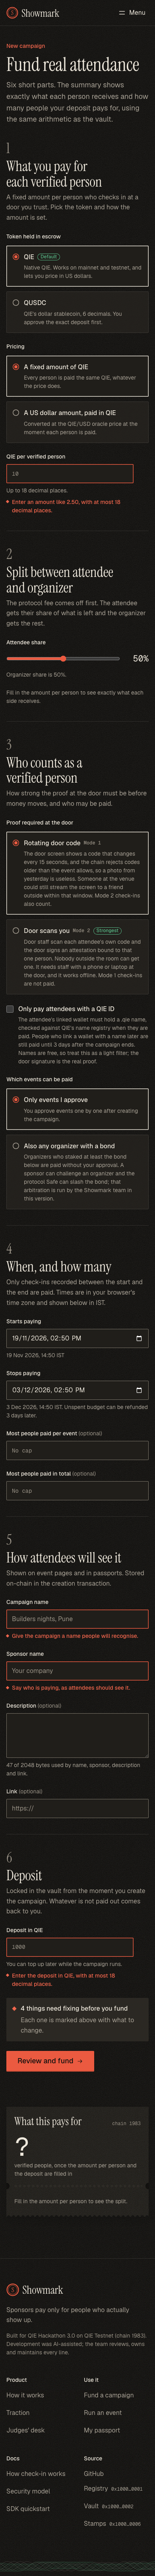 Showmark
Menu
New campaign
Fund real attendance
Six short parts. The summary shows
exactly what each person receives and how
many people your deposit pays for, using
the same arithmetic as the vault.
1
What you pay for
each verified person
A fixed amount per person who checks in at a
door you trust. Pick the token and how the
amount is set.
Token held in escrow
QIE Default
Native QIE. Works on mainnet and testnet, and
lets you price in US dollars.
QUSDC
QIE's dollar stablecoin, 6 decimals. You
approve the exact deposit first.
Pricing
A fixed amount of QIE
Every person is paid the same QIE, whatever
the price does.
A US dollar amount, paid in QIE
Converted at the QIE/USD oracle price at the
moment each person is paid.
QIE per verified person
10
Up to 18 decimal places.
Enter an amount like 2.50, with at most 18
decimal places.
2
Split between attendee
and organizer
The protocol fee comes off first. The attendee
gets their share of what is left and the organizer
gets the rest.
Attendee share
50%
Organizer share is 50%.
Fill in the amount per person to see exactly what each
side receives.
3
Who counts as a
verified person
How strong the proof at the door must be before
money moves, and who may be paid.
Proof required at the door
Rotating door code Mode 1
The door screen shows a code that changes
every 15 seconds, and the chain rejects codes
older than the event allows, so a photo from
yesterday is useless. Someone at the venue
could still stream the screen to a friend
outside within that window. Mode 2 check-ins
also count.
Door scans you Mode 2 Strongest
Door staff scan each attendee's own code and
the door signs an attestation bound to that
one person. Nobody outside the room can get
one. It needs staff with a phone or laptop at
the door, or it works offline. Mode 1 check-ins
are not paid.
Only pay attendees with a QIE ID
The attendee's linked wallet must hold a .qie name,
checked against QIE's name registry when they are
paid. People who link a wallet with a name later are
still paid until 3 days after the campaign ends.
Names are free, so treat this as a light filter; the
door signature is the real proof.
Which events can be paid
Only events I approve
You approve events one by one after creating
the campaign.
Also any organizer with a bond
Organizers who staked at least the bond
below are paid without your approval. A
sponsor can challenge an organizer and the
protocol Safe can slash the bond; that
arbitration is run by the Showmark team in
this version.
4
When, and how many
Only check-ins recorded between the start and
the end are paid. Times are in your browser's
time zone and shown below in IST.
Starts paying
19/11/2026, 02:50 PM
19 Nov 2026, 14:50 IST
Stops paying
03/12/2026, 02:50 PM
3 Dec 2026, 14:50 IST. Unspent budget can be refunded
3 days later.
Most people paid per event (optional)
No cap
Most people paid in total (optional)
No cap
5
How attendees will see it
Shown on event pages and in passports. Stored
on-chain in the creation transaction.
Campaign name
Builders nights, Pune
Give the campaign a name people will recognise.
Sponsor name
Your company
Say who is paying, as attendees should see it.
Description (optional)
47 of 2048 bytes used by name, sponsor, description
and link.
Link (optional)
https://
6
Deposit
Locked in the vault from the moment you create
the campaign. Whatever is not paid out comes
back to you.
Deposit in QIE
1000
You can top up later while the campaign runs.
Enter the deposit in QIE, with at most 18
decimal places.
4 things need fixing before you fund
Each one is marked above with what to
change.
Review and fund →
What this pays for
chain 1983
?
verified people, once the amount per person and
the deposit are filled in
Fill in the amount per person to see the split.
Showmark
Sponsors pay only for people who actually
show up.
Built for QIE Hackathon 3.0 on QIE Testnet (chain 1983).
Development was AI-assisted; the team reviews, owns
and maintains every line.
Product
Use it
How it works
Fund a campaign
Traction
Run an event
Judges' desk
My passport
Docs
Source
How check-in works
GitHub
Security model
Registry 0x1000…0001
SDK quickstart
Vault 0x1000…0002
Stamps 0x1000…0006